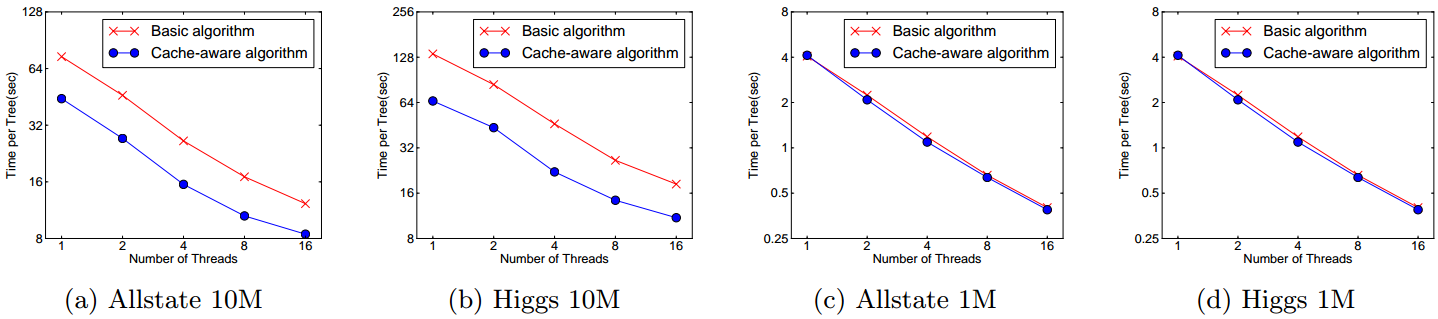 128
64
32
16
8
Time per Tree(sec)
Basic algorithm
Cache-aware algorithm
1 2 4 8 16
Number of Threads
(a) Allstate 10M
256
128
64
32
16
8
Time per Tree(sec)
Basic algorithm
Cache-aware algorithm
1 2 4 8 16
Number of Threads
(b) Higgs 10M
8
4
2
1
0.5
0.25
Time per Tree(sec)
Basic algorithm
Cache-aware algorithm
1 2 4 8 16
Number of Threads
(c) Allstate 1M
8
4
2
1
0.5
0.25
Time per Tree(sec)
Basic algorithm
Cache-aware algorithm
1 2 4 8 16
Number of Threads
(d) Higgs 1M